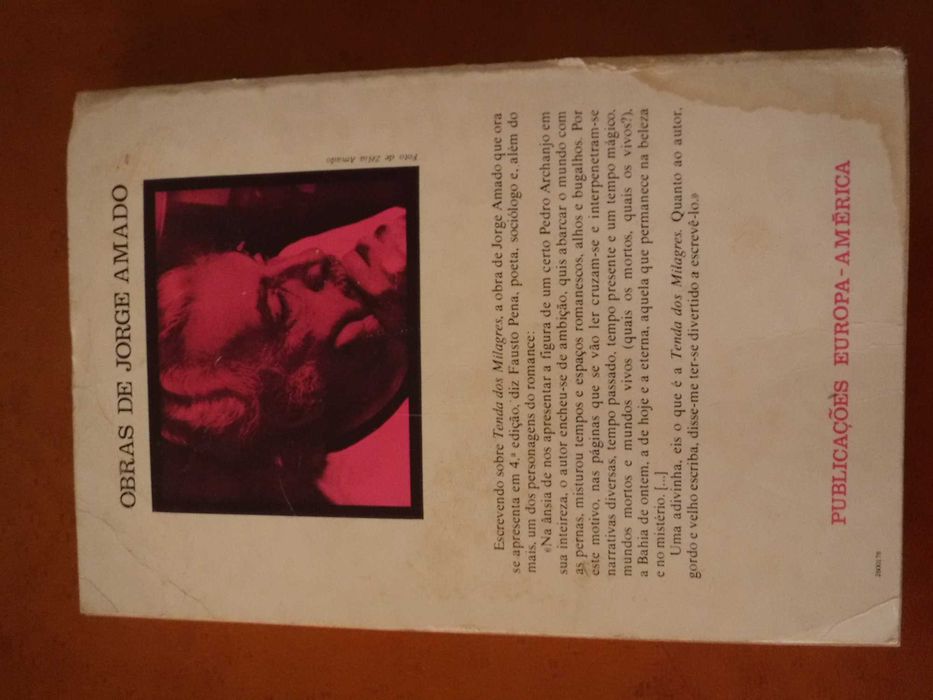 OBRAS DE JORGE AMADO
Foto de Zélia Amado
Escrevendo sobre Tenda dos Milagres, a obra de Jorge Amado que ora
se apresenta em 4.ª edição, diz Fausto Pena, poeta, sociólogo e, além do
mais, um dos personagens do romance:
«Na ânsia de nos apresentar a figura de um certo Pedro Archanjo em
sua inteireza, o autor encheu-se de ambição, quis abarcar o mundo com
as pernas, misturou tempos e espaços romanescos, alhos e bugalhos. Por
este motivo, nas páginas que se vão ler cruzam-se e interpenetram-se
narrativas diversas, tempo passado, tempo presente e um tempo mágico,
mundos mortos e mundos vivos (quais os mortos, quais os vivos?),
a Bahia de ontem, a de hoje e a eterna, aquela que permanece na beleza
e no mistério. [...]
Uma adivinha, eis o que é a Tenda dos Milagres. Quanto ao autor,
gordo e velho escriba, disse-me ter-se divertido a escrevê-lo.»
PUBLICAÇÕES EUROPA-AMÉRICA